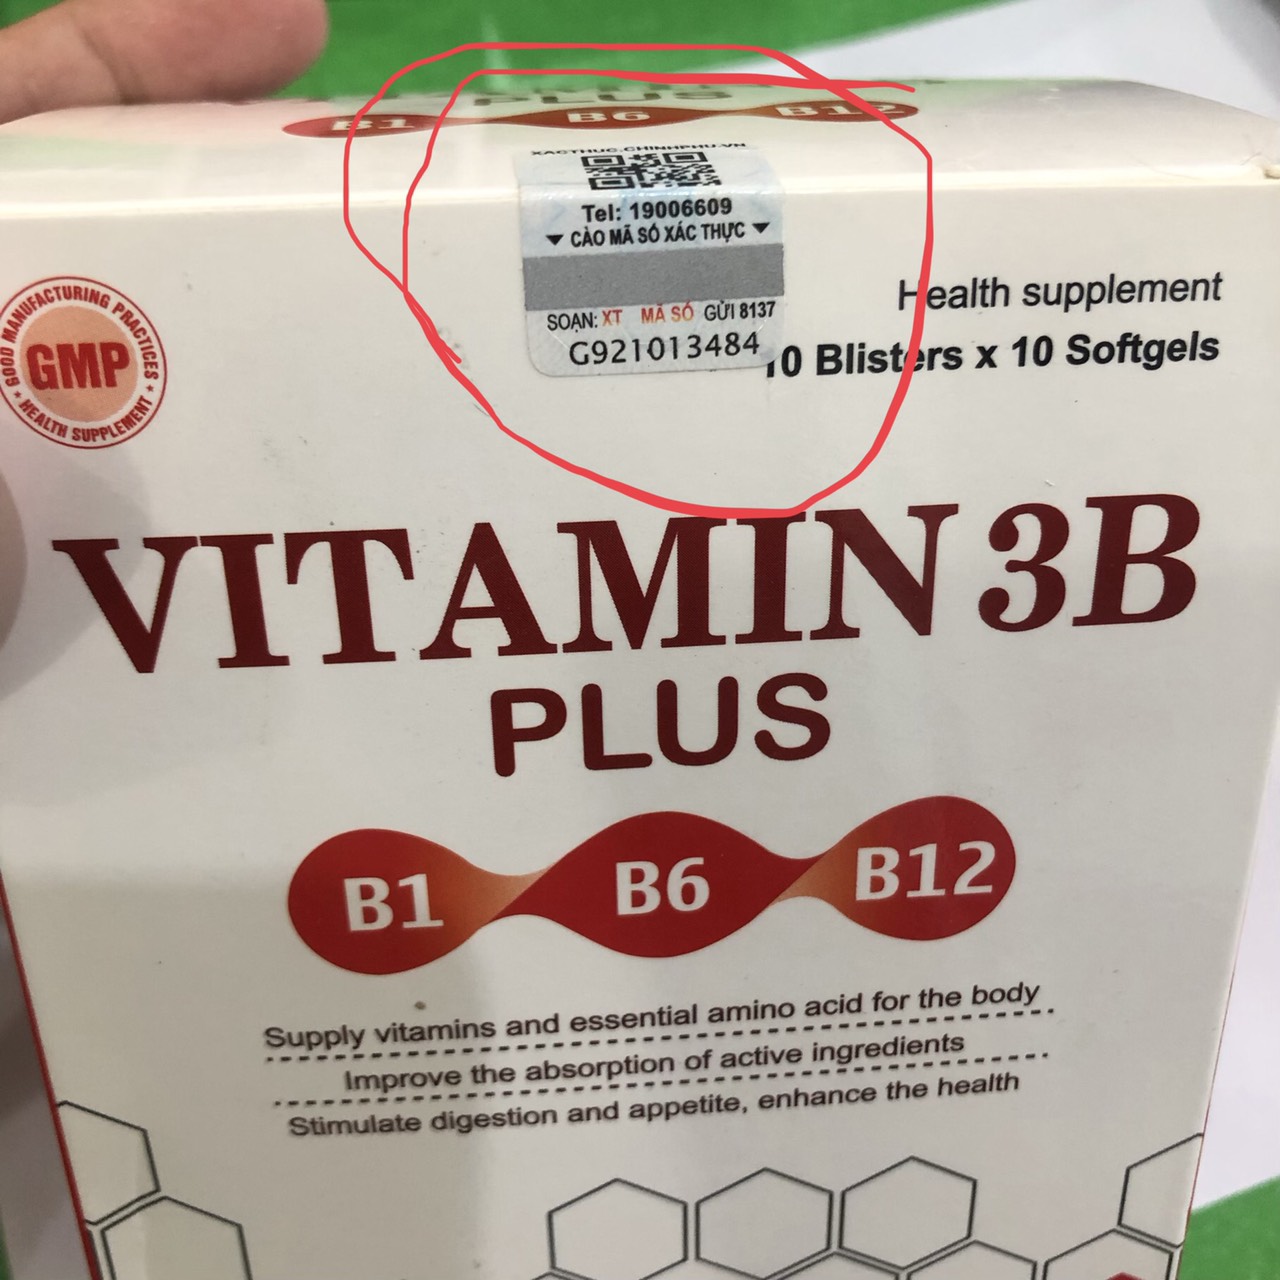 PLUS
B1 B6 B12
XACTHUC.CHINHPHU.VN
Tel: 19006609
CÀO MÃ SỐ XÁC THỰC
SOẠN: XT MÃ SỐ GỬI 8137
G921013484
GOOD MANUFACTURING PRACTICES
GMP
HEALTH SUPPLEMENT
Health supplement
10 Blisters x 10 Softgels
VITAMIN 3B
PLUS
B1 B6 B12
Supply vitamins and essential amino acid for the body
Improve the absorption of active ingredients
Stimulate digestion and appetite, enhance the health